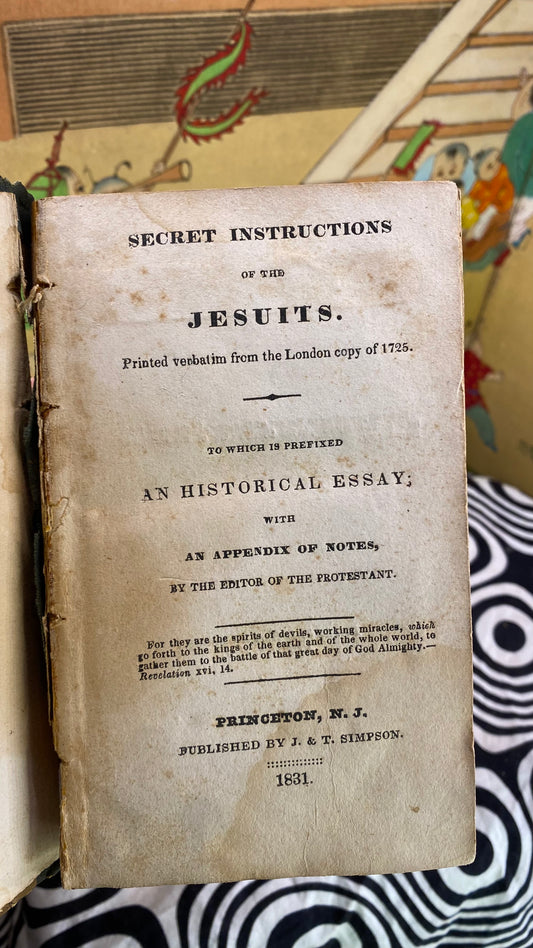 SECRET INSTRUCTIONS
OF THE
JESUITS.
Printed verbatim from the London copy of 1725.
TO WHICH IS PREFIXED
AN HISTORICAL ESSAY;
WITH
AN APPENDIX OF NOTES,
BY THE EDITOR OF THE PROTESTANT.
For they are the spirits of devils, working miracles, which
go forth to the kings of the earth and of the whole world, to
gather them to the battle of that great day of God Almighty.—
Revelation xvi, 14.
PRINCETON, N. J.
PUBLISHED BY J. & T. SIMPSON.
1831.